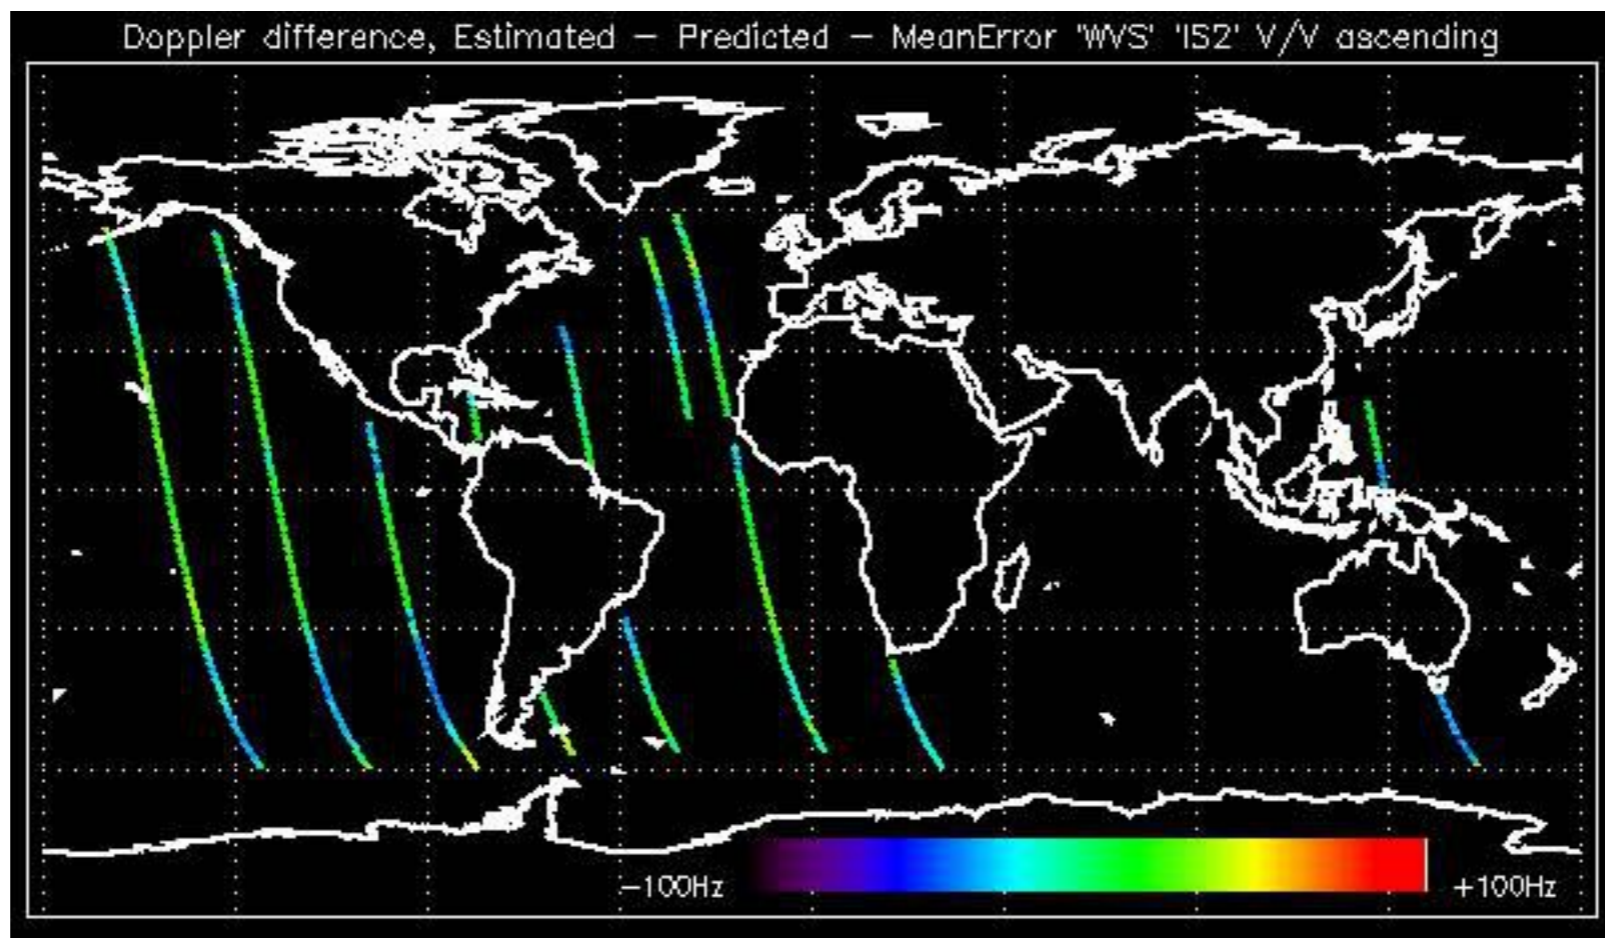 Doppler difference, Estimated − Predicted − MeanError 'WVS' 'IS2' V/V ascending
−100Hz +100Hz